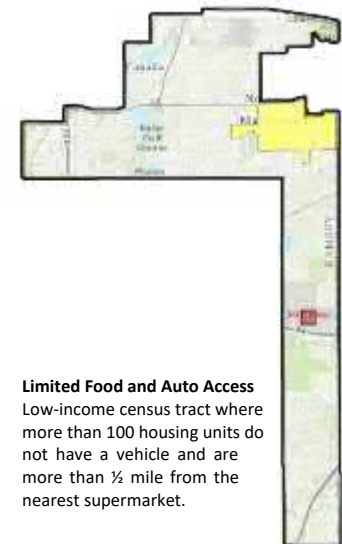 Limited Food and Auto Access
Low-income census tract where
more than 100 housing units do
not have a vehicle and are
more than ½ mile from the
nearest supermarket.